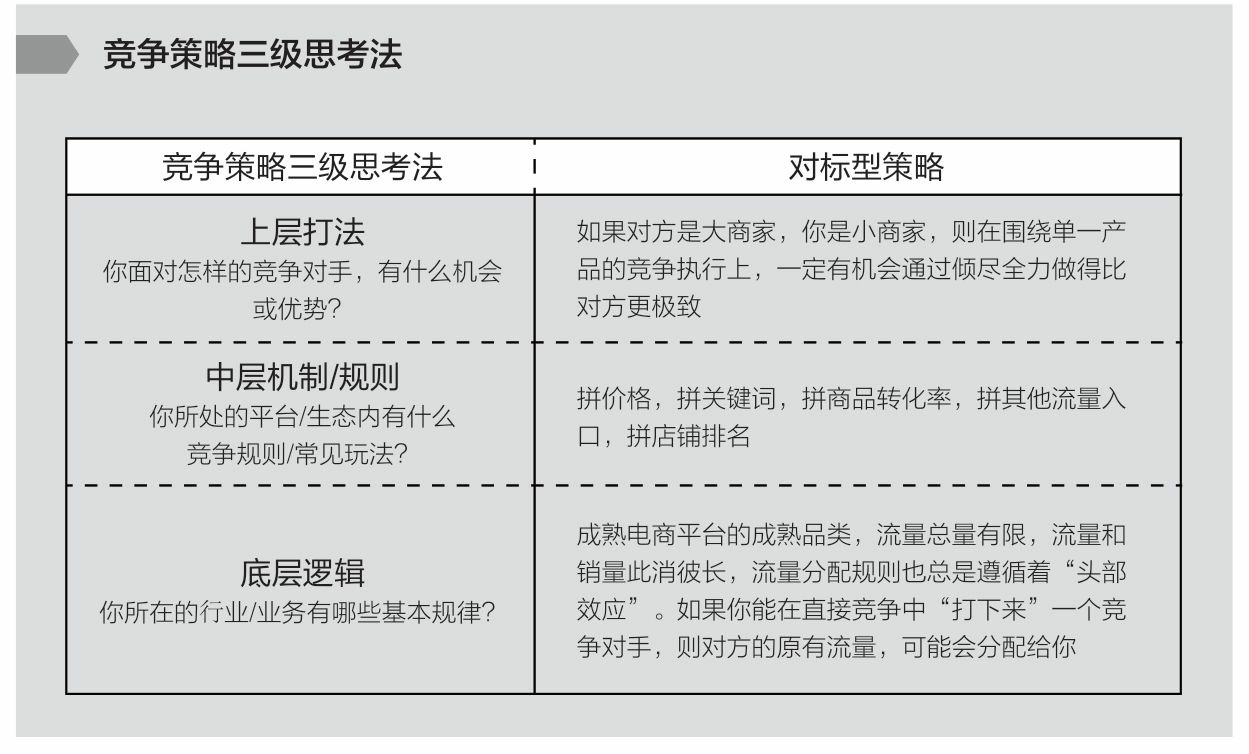 竞争策略三级思考法
竞争策略三级思考法
对标型策略
上层打法
你面对怎样的竞争对手，有什么机会
或优势？
如果对方是大商家，你是小商家，则在围绕单一产
品的竞争执行上，一定有机会通过倾尽全力做得比
对方更极致
中层机制/规则
你所处的平台/生态内有什么
竞争规则/常见玩法？
拼价格，拼关键词，拼商品转化率，拼其他流量入
口，拼店铺排名
底层逻辑
你所在的行业/业务有哪些基本规律？
成熟电商平台的成熟品类，流量总量有限，流量和
销量此消彼长，流量分配规则也总是遵循着“头部
效应”。如果你能在直接竞争中“打下来”一个竞
争对手，则对方的原有流量，可能会分配给你